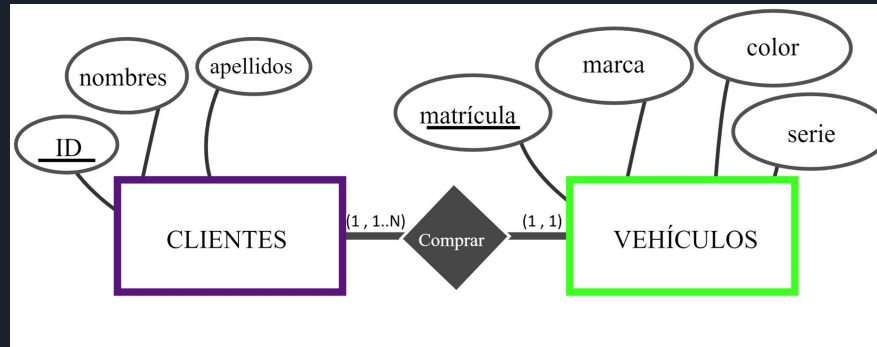 ID
nombres
apellidos
matrícula
marca
color
serie
CLIENTES
(1 , 1..N)
Comprar
(1 , 1)
VEHÍCULOS